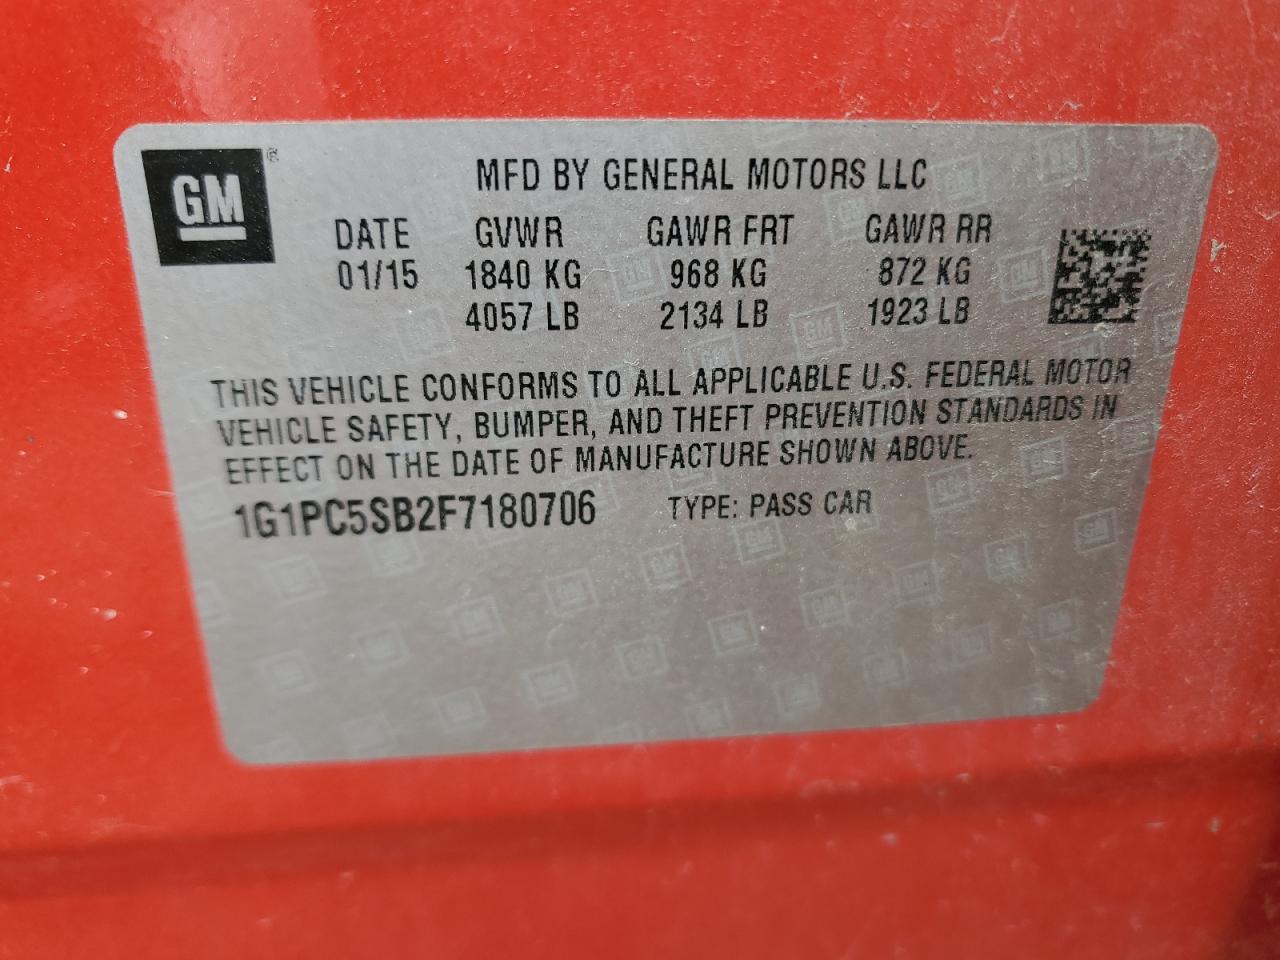 GM ®
MFD BY GENERAL MOTORS LLC
DATE GVWR GAWR FRT GAWR RR
01/15 1840 KG 968 KG 872 KG
4057 LB 2134 LB 1923 LB
THIS VEHICLE CONFORMS TO ALL APPLICABLE U.S. FEDERAL MOTOR
VEHICLE SAFETY, BUMPER, AND THEFT PREVENTION STANDARDS IN
EFFECT ON THE DATE OF MANUFACTURE SHOWN ABOVE.
1G1PC5SB2F7180706 TYPE: PASS CAR